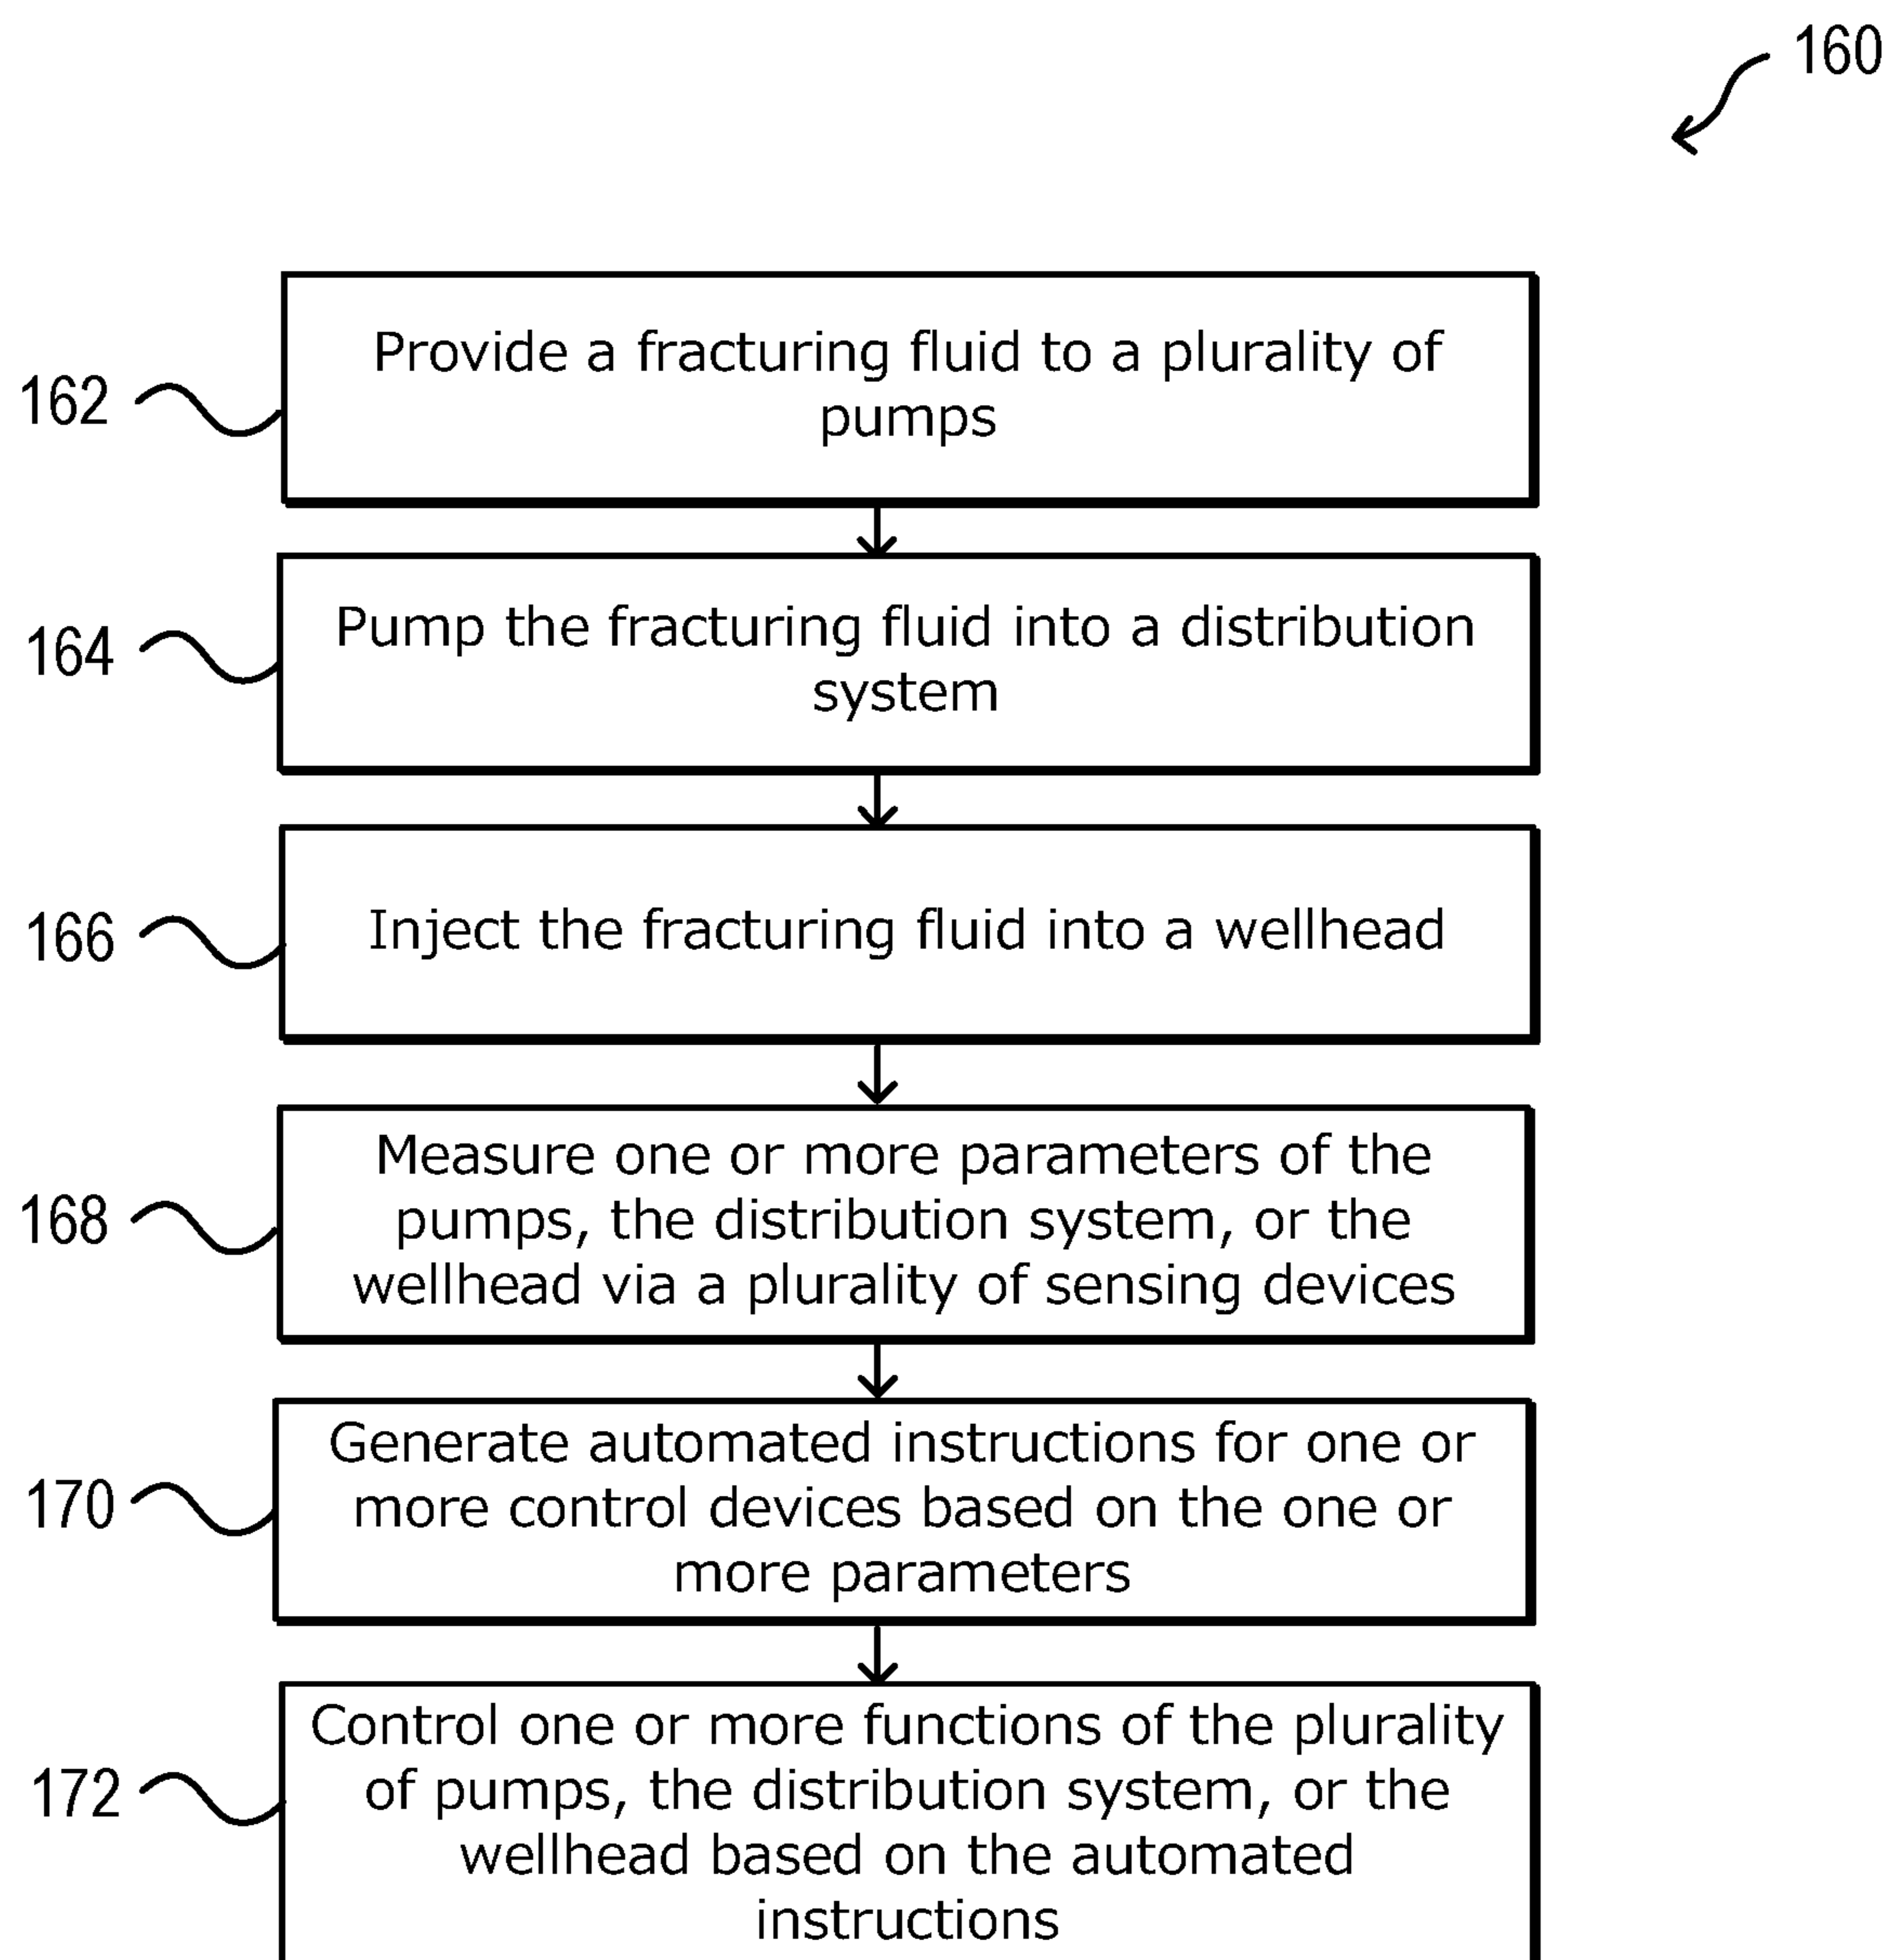 160
162
Provide a fracturing fluid to a plurality of
pumps
164
Pump the fracturing fluid into a distribution
system
166
Inject the fracturing fluid into a wellhead
168
Measure one or more parameters of the
pumps, the distribution system, or the
wellhead via a plurality of sensing devices
170
Generate automated instructions for one or
more control devices based on the one or
more parameters
172
Control one or more functions of the plurality
of pumps, the distribution system, or the
wellhead based on the automated
instructions